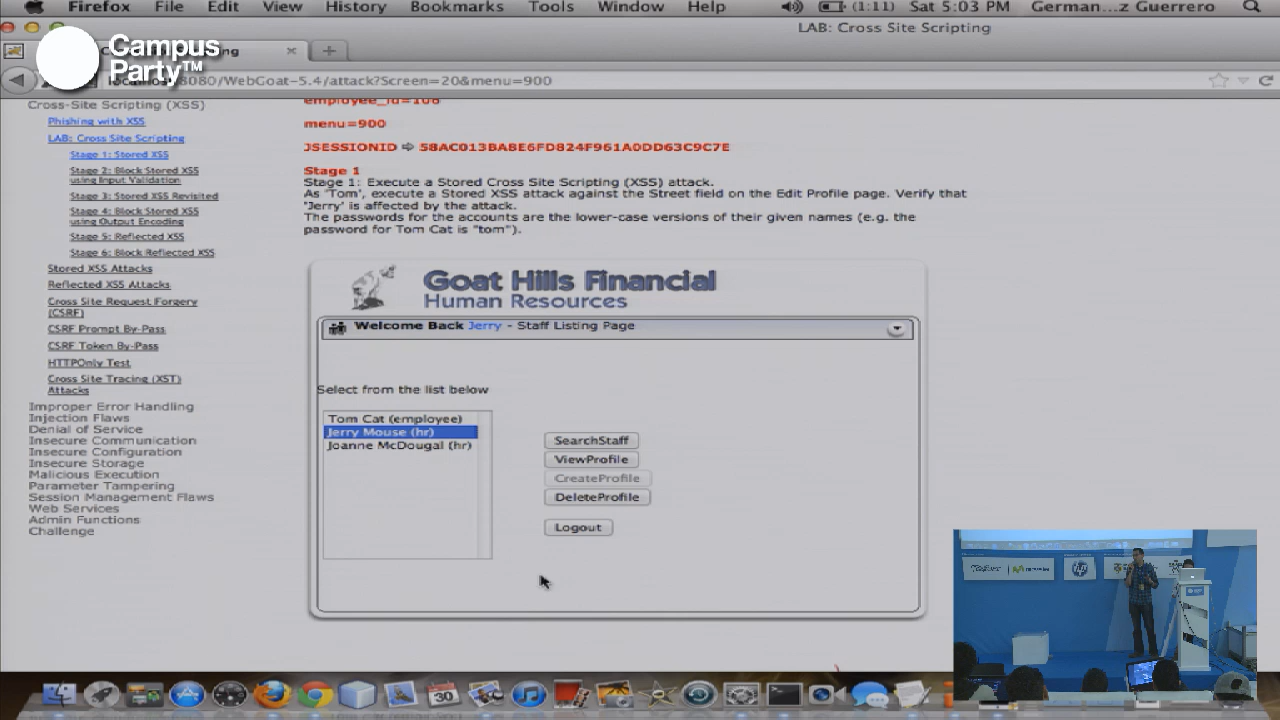 Firefox File Edit View History Bookmarks Tools Window Help (1:11) Sat 5:03 PM German...z Guerrero
LAB: Cross Site Scripting
Campus
Party™
8080/WebGoat-5.4/attack?Screen=20&menu=900
Cross-Site Scripting (XSS)
Phishing with XSS
LAB: Cross Site Scripting
Stage 1: Stored XSS
Stage 2: Block Stored XSS
using Input Validation
Stage 3: Stored XSS Revisited
Stage 4: Block Stored XSS
using Output Encoding
Stage 5: Reflected XSS
Stage 6: Block Reflected XSS
Stored XSS Attacks
Reflected XSS Attacks
Cross Site Request Forgery
(CSRF)
CSRF Prompt By-Pass
CSRF Token By-Pass
HTTPOnly Test
Cross Site Tracing (XST)
Attacks
Improper Error Handling
Injection Flaws
Denial of Service
Insecure Communication
Insecure Configuration
Insecure Storage
Malicious Execution
Parameter Tampering
Session Management Flaws
Web Services
Admin Functions
Challenge
employee_id=106
menu=900
JSESSIONID ⇨ 58AC013BABE6FD824F961A0DD63C9C7E
Stage 1
Stage 1: Execute a Stored Cross Site Scripting (XSS) attack.
As 'Tom', execute a Stored XSS attack against the Street field on the Edit Profile page. Verify that
'Jerry' is affected by the attack.
The passwords for the accounts are the lower-case versions of their given names (e.g. the
password for Tom Cat is "tom").
Goat Hills Financial
Human Resources
Welcome Back Jerry - Staff Listing Page
Select from the list below
Tom Cat (employee)
Jerry Mouse (hr)
Joanne McDougal (hr)
SearchStaff
ViewProfile
CreateProfile
DeleteProfile
Logout
30
movistar
hp